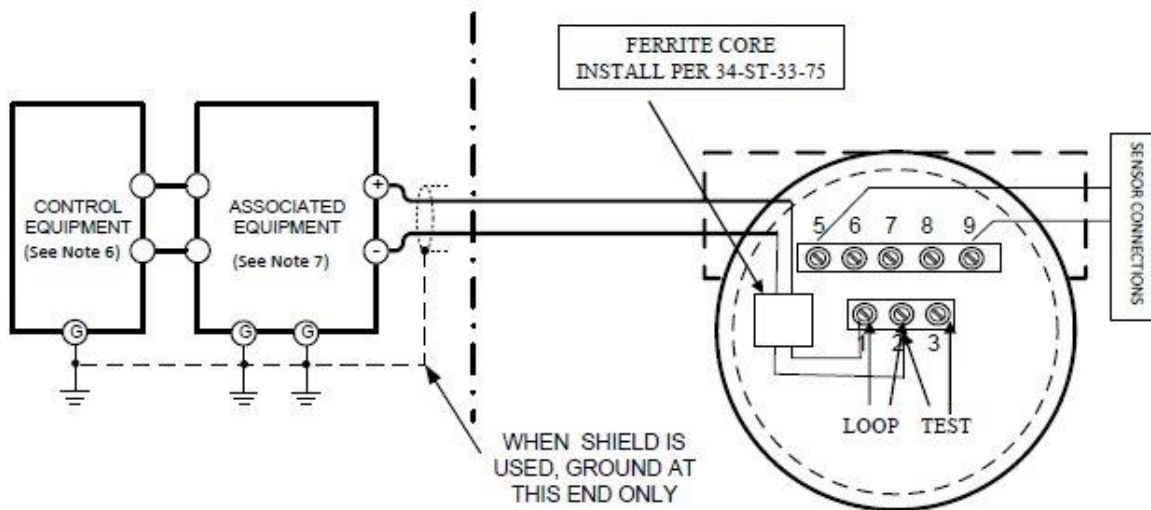 FERRITE CORE
INSTALL PER 34-ST-33-75
CONTROL
EQUIPMENT
(See Note 6)
ASSOCIATED
EQUIPMENT
(See Note 7)
+
-
G
G
G
WHEN SHIELD IS
USED, GROUND AT
THIS END ONLY
5 6 7 8 9
1 2 3
LOOP TEST
SENSOR CONNECTIONS